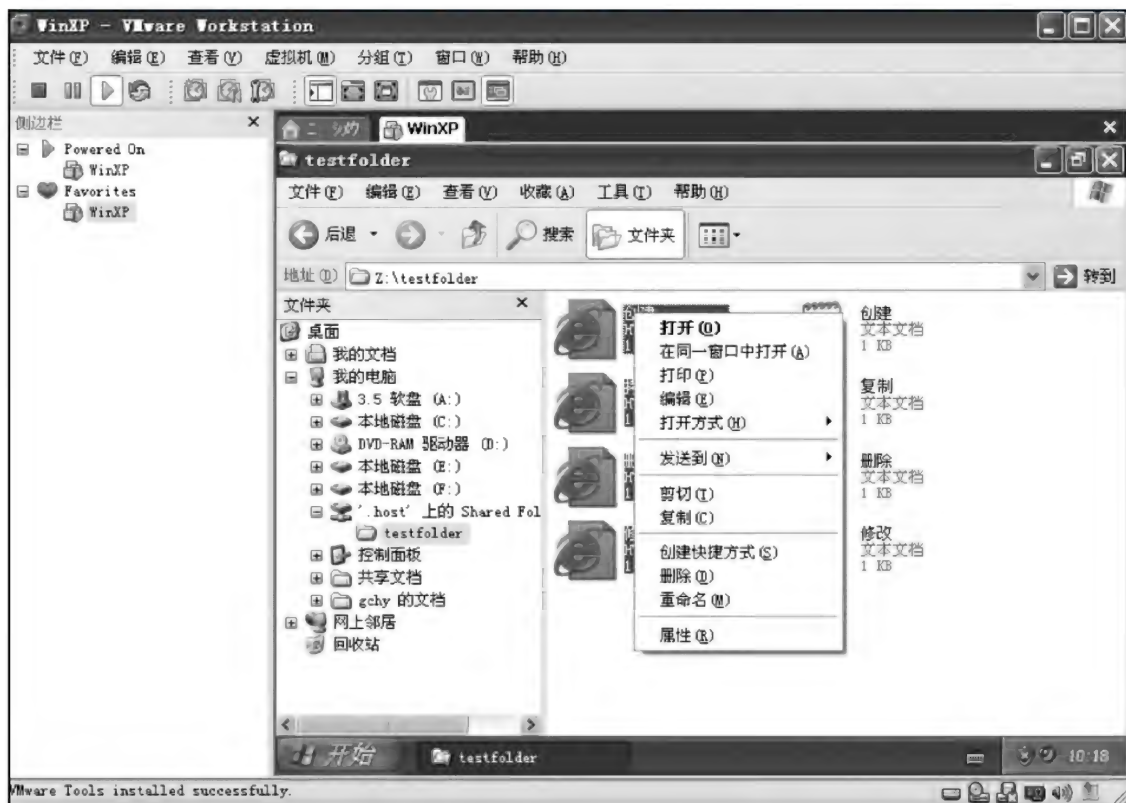 WinXP - VMware Workstation
文件(F) 编辑(E) 查看(V) 虚拟机(M) 分组(T) 窗口(W) 帮助(H)
侧边栏
Powered On
WinXP
Favorites
WinXP
WinXP
testfolder
文件(F) 编辑(E) 查看(V) 收藏(A) 工具(T) 帮助(H)
后退 搜索 文件夹
地址(D) Z:\testfolder 转到
文件夹
桌面
我的文档
我的电脑
3.5 软盘 (A:)
本地磁盘 (C:)
DVD-RAM 驱动器 (D:)
本地磁盘 (E:)
本地磁盘 (F:)
'.host' 上的 Shared Fol
testfolder
控制面板
共享文档
gchy 的文档
网上邻居
回收站
打开(O)
在同一窗口中打开(A)
打印(P)
编辑(E)
打开方式(H)
发送到(N)
剪切(T)
复制(C)
创建快捷方式(S)
删除(D)
重命名(M)
属性(R)
创建
文本文档
1 KB
复制
文本文档
1 KB
删除
文本文档
1 KB
修改
文本文档
1 KB
开始 testfolder 10:18
VMware Tools installed successfully.